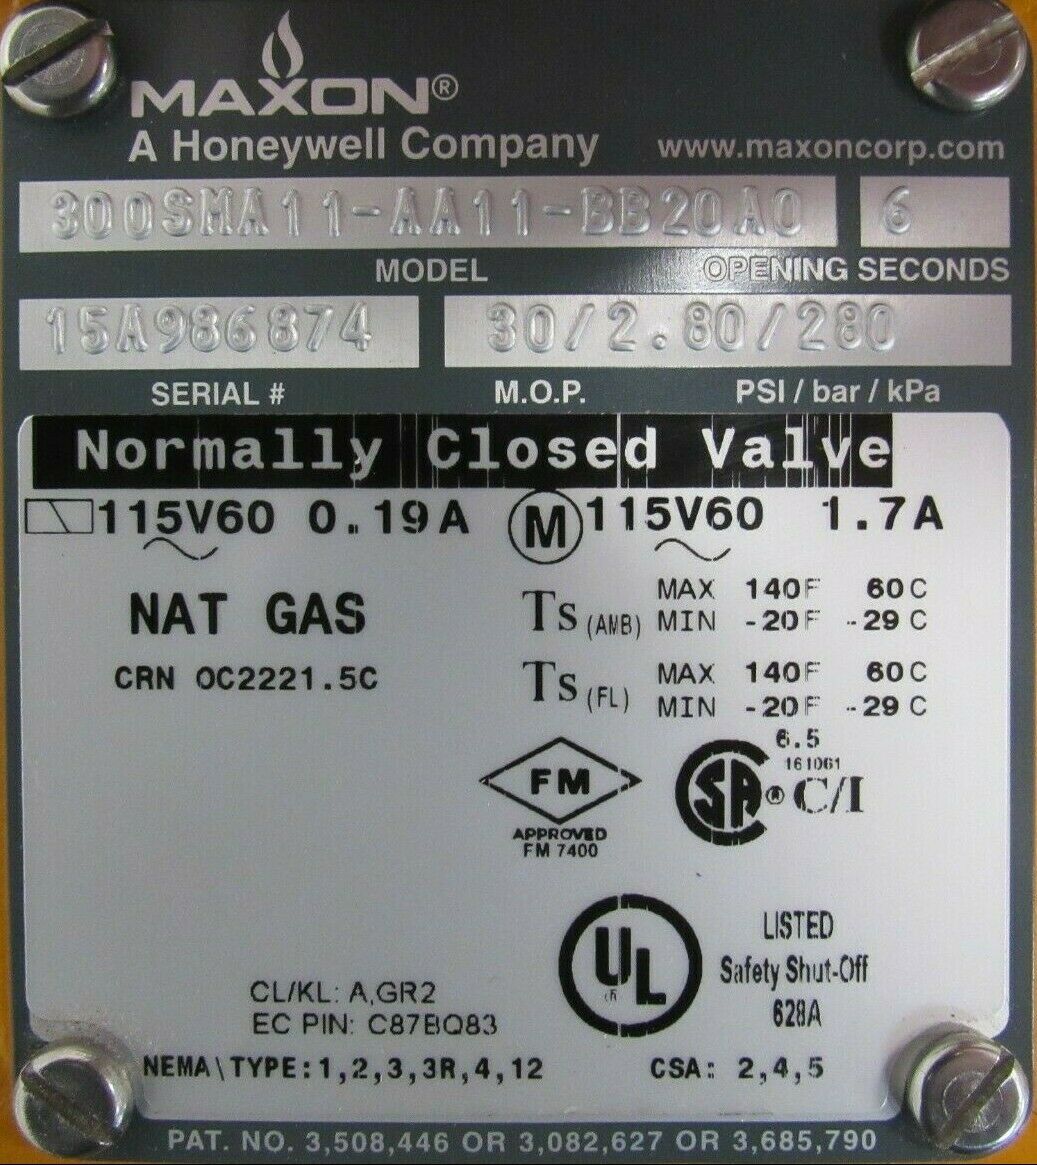 MAXON®
A Honeywell Company www.maxoncorp.com
300SMA11-AA11-BB20A0 6
MODEL OPENING SECONDS
15A986874 30/2.80/280
SERIAL # M.O.P. PSI / bar / kPa
Normally Closed Valve
115V60 0.19A M 115V60 1.7A
NAT GAS
CRN OC2221.5C
Ts (AMB) MAX 140F 60C
MIN -20F -29C
Ts (FL) MAX 140F 60C
MIN -20F -29C
FM
APPROVED
FM 7400
6.5
161061
CSA ® C/I
UL
LISTED
Safety Shut-Off
628A
CL/KL: A,GR2
EC PIN: C87BQ83
NEMA\TYPE:1,2,3,3R,4,12 CSA: 2,4,5
PAT. NO. 3,508,446 OR 3,082,627 OR 3,685,790